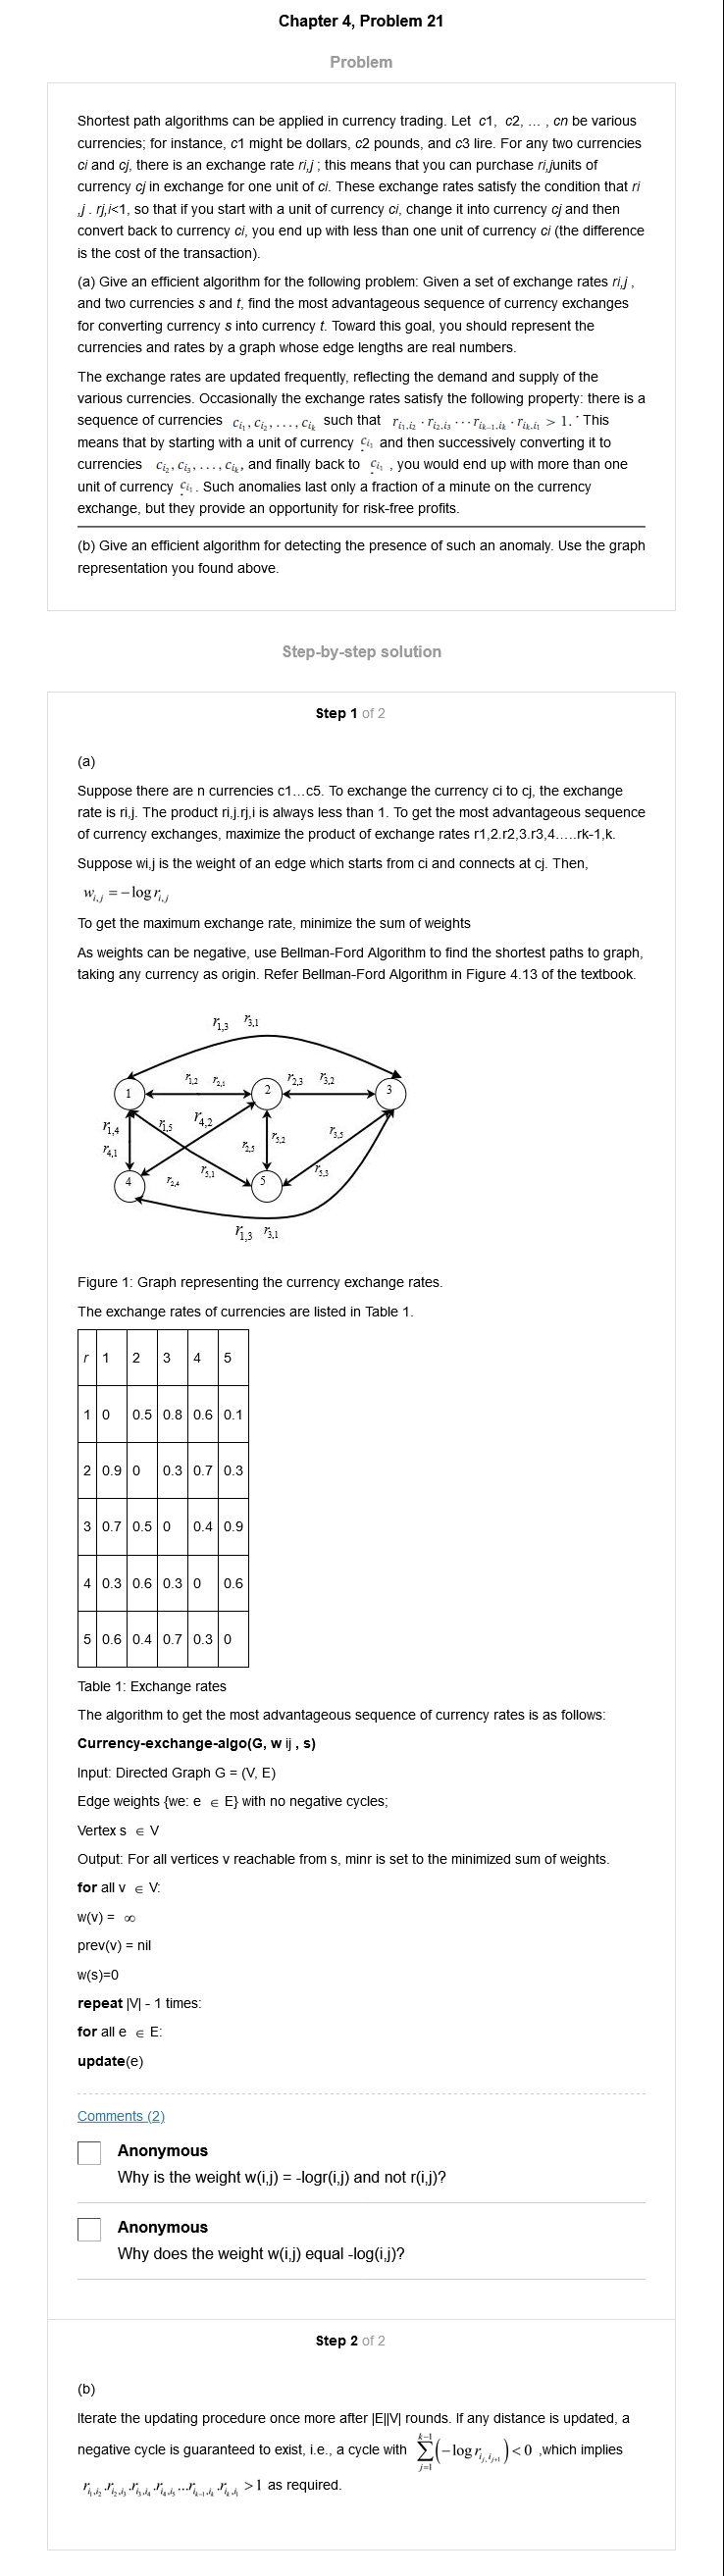 Chapter 4, Problem 21
Problem
Shortest path algorithms can be applied in currency trading. Let c1, c2, ... , cn be various
currencies; for instance, c1 might be dollars, c2 pounds, and c3 lire. For any two currencies
ci and cj, there is an exchange rate ri,j ; this means that you can purchase ri,junits of
currency cj in exchange for one unit of ci. These exchange rates satisfy the condition that ri
,j . rj,i<1, so that if you start with a unit of currency ci, change it into currency cj and then
convert back to currency ci, you end up with less than one unit of currency ci (the difference
is the cost of the transaction).
(a) Give an efficient algorithm for the following problem: Given a set of exchange rates ri,j ,
and two currencies s and t, find the most advantageous sequence of currency exchanges
for converting currency s into currency t. Toward this goal, you should represent the
currencies and rates by a graph whose edge lengths are real numbers.
The exchange rates are updated frequently, reflecting the demand and supply of the
various currencies. Occasionally the exchange rates satisfy the following property: there is a
sequence of currencies c_{i_1}, c_{i_2}, . . . , c_{i_k} such that r_{i_1,i_2} · r_{i_2,i_3} · · · r_{i_{k−1},i_k} · r_{i_k,i_1} > 1. This
means that by starting with a unit of currency c_{i_1} and then successively converting it to
currencies c_{i_2}, c_{i_3}, . . . , c_{i_k}, and finally back to c_{i_1} , you would end up with more than one
unit of currency c_{i_1}. Such anomalies last only a fraction of a minute on the currency
exchange, but they provide an opportunity for risk-free profits.
(b) Give an efficient algorithm for detecting the presence of such an anomaly. Use the graph
representation you found above.
Step-by-step solution
Step 1 of 2
(a)
Suppose there are n currencies c1...c5. To exchange the currency ci to cj, the exchange
rate is ri,j. The product ri,j.rj,i is always less than 1. To get the most advantageous sequence
of currency exchanges, maximize the product of exchange rates r1,2.r2,3.r3,4.....rk-1,k.
Suppose wi,j is the weight of an edge which starts from ci and connects at cj. Then,
w_{i,j} = −log r_{i,j}
To get the maximum exchange rate, minimize the sum of weights
As weights can be negative, use Bellman-Ford Algorithm to find the shortest paths to graph,
taking any currency as origin. Refer Bellman-Ford Algorithm in Figure 4.13 of the textbook.
r_{1,3} r_{3,1}
r_{1,2} r_{2,1} r_{2,3} r_{3,2}
1 2 3
r_{1,4} r_{1,5} r_{4,2} r_{5,2} r_{3,5}
r_{4,1} r_{2,5}
4 r_{2,4} r_{5,1} 5 r_{5,3}
r_{1,3} r_{3,1}
Figure 1: Graph representing the currency exchange rates.
The exchange rates of currencies are listed in Table 1.
r 1 2 3 4 5
1 0 0.5 0.8 0.6 0.1
2 0.9 0 0.3 0.7 0.3
3 0.7 0.5 0 0.4 0.9
4 0.3 0.6 0.3 0 0.6
5 0.6 0.4 0.7 0.3 0
Table 1: Exchange rates
The algorithm to get the most advantageous sequence of currency rates is as follows:
Currency-exchange-algo(G, w ij , s)
Input: Directed Graph G = (V, E)
Edge weights {we: e ∈ E} with no negative cycles;
Vertex s ∈ V
Output: For all vertices v reachable from s, minr is set to the minimized sum of weights.
for all v ∈ V:
w(v) = ∞
prev(v) = nil
w(s)=0
repeat |V| - 1 times:
for all e ∈ E:
update(e)
Comments (2)
Anonymous
Why is the weight w(i,j) = -logr(i,j) and not r(i,j)?
Anonymous
Why does the weight w(i,j) equal -log(i,j)?
Step 2 of 2
(b)
Iterate the updating procedure once more after |E||V| rounds. If any distance is updated, a
negative cycle is guaranteed to exist, i.e., a cycle with ∑_{j=1}^{k−1}(−log r_{i_j,i_{j+1}}) < 0 ,which implies
r_{i_1,i_2}.r_{i_2,i_3}.r_{i_3,i_4}.r_{i_4,i_5}...r_{i_{k−1},i_k}.r_{i_k,i_1} > 1 as required.